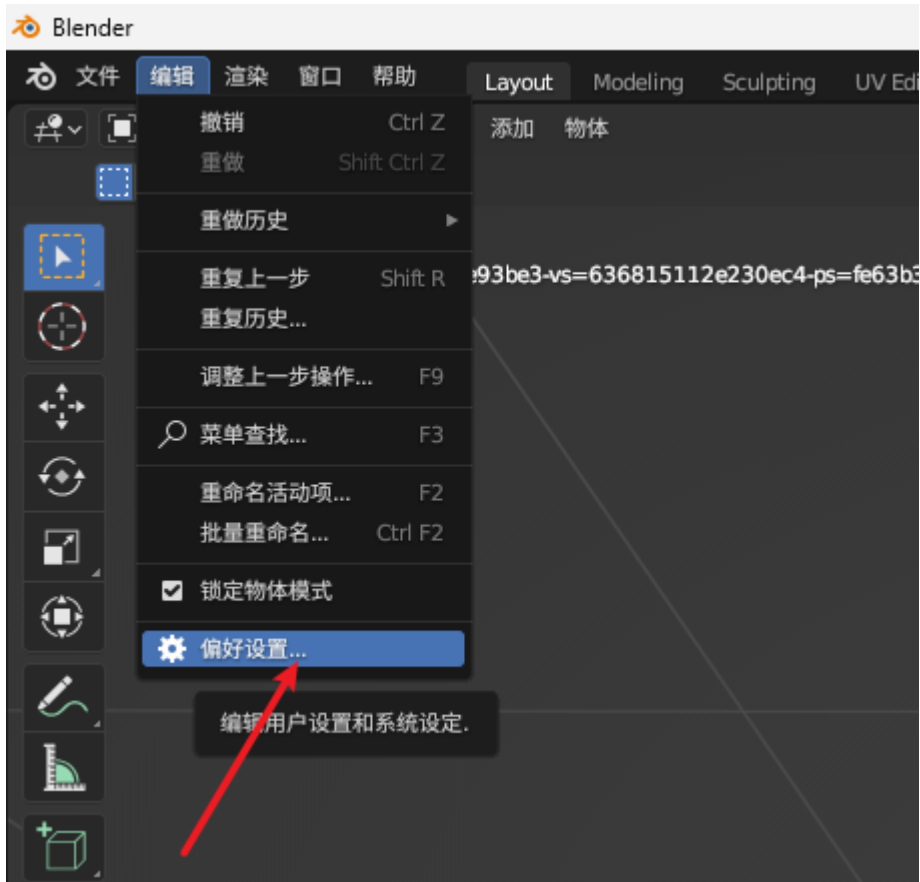 Blender
文件 编辑 渲染 窗口 帮助 Layout Modeling Sculpting UV Edi
添加 物体
撤销 Ctrl Z
重做 Shift Ctrl Z
重做历史
重复上一步 Shift R
重复历史...
调整上一步操作... F9
菜单查找... F3
重命名活动项... F2
批量重命名... Ctrl F2
锁定物体模式
偏好设置...
编辑用户设置和系统设定.
e93be3-vs=636815112e230ec4-ps=fe63b3